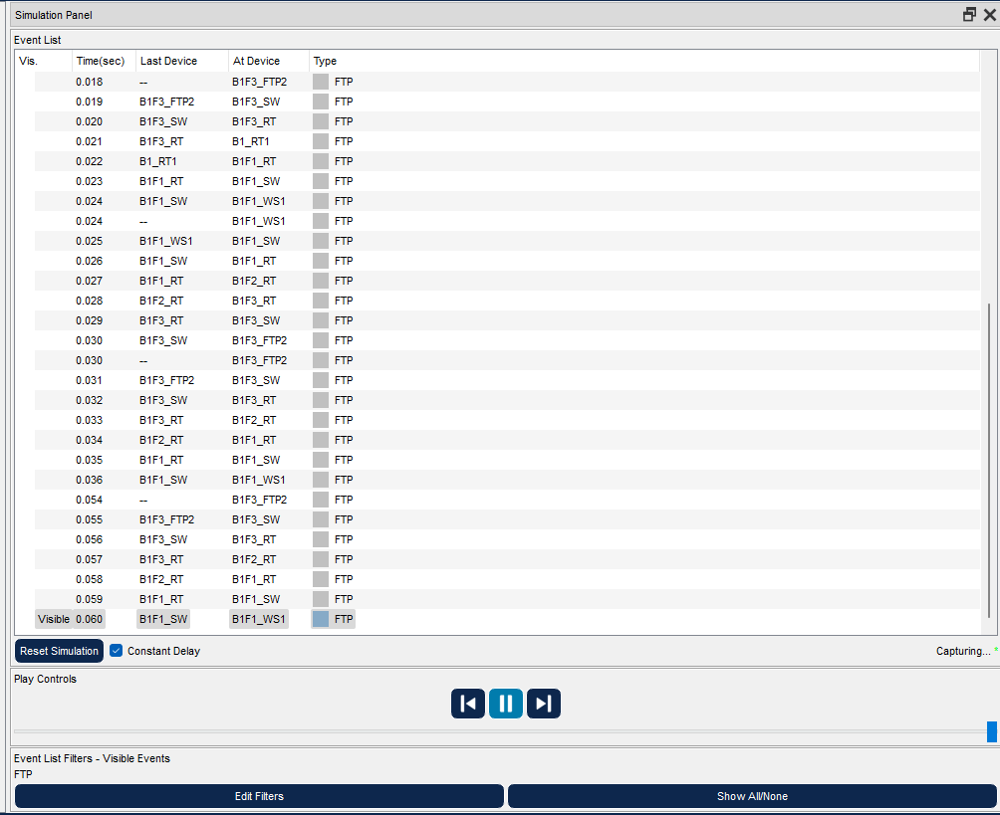 Simulation Panel
Event List
Vis. Time(sec) Last Device At Device Type
0.018 -- B1F3_FTP2 FTP
0.019 B1F3_FTP2 B1F3_SW FTP
0.020 B1F3_SW B1F3_RT FTP
0.021 B1F3_RT B1_RT1 FTP
0.022 B1_RT1 B1F1_RT FTP
0.023 B1F1_RT B1F1_SW FTP
0.024 B1F1_SW B1F1_WS1 FTP
0.024 -- B1F1_WS1 FTP
0.025 B1F1_WS1 B1F1_SW FTP
0.026 B1F1_SW B1F1_RT FTP
0.027 B1F1_RT B1F2_RT FTP
0.028 B1F2_RT B1F3_RT FTP
0.029 B1F3_RT B1F3_SW FTP
0.030 B1F3_SW B1F3_FTP2 FTP
0.030 -- B1F3_FTP2 FTP
0.031 B1F3_FTP2 B1F3_SW FTP
0.032 B1F3_SW B1F3_RT FTP
0.033 B1F3_RT B1F2_RT FTP
0.034 B1F2_RT B1F1_RT FTP
0.035 B1F1_RT B1F1_SW FTP
0.036 B1F1_SW B1F1_WS1 FTP
0.054 -- B1F3_FTP2 FTP
0.055 B1F3_FTP2 B1F3_SW FTP
0.056 B1F3_SW B1F3_RT FTP
0.057 B1F3_RT B1F2_RT FTP
0.058 B1F2_RT B1F1_RT FTP
0.059 B1F1_RT B1F1_SW FTP
Visible 0.060 B1F1_SW B1F1_WS1 FTP
Reset Simulation Constant Delay Capturing... *
Play Controls
Event List Filters - Visible Events
FTP
Edit Filters Show All/None